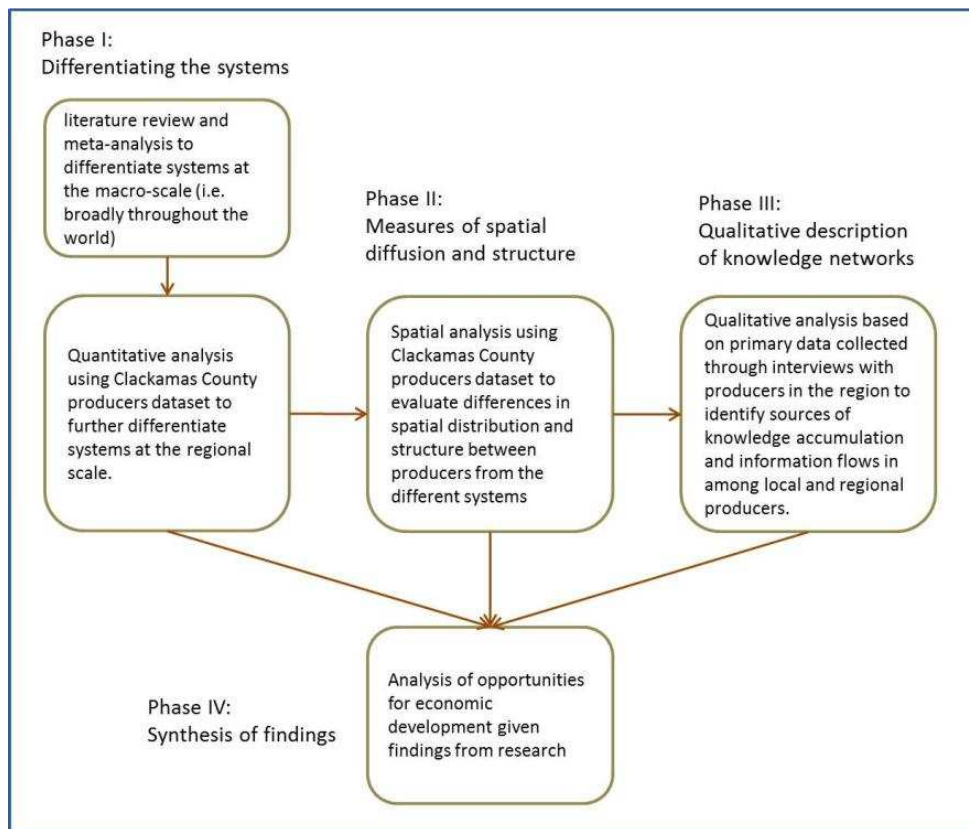 Phase I:
Differentiating the systems
literature review and
meta-analysis to
differentiate systems at
the macro-scale (i.e.
broadly throughout the
world)
Quantitative analysis
using Clackamas County
producers dataset to
further differentiate
systems at the regional
scale.
Phase II:
Measures of spatial
diffusion and structure
Spatial analysis using
Clackamas County
producers dataset to
evaluate differences in
spatial distribution and
structure between
producers from the
different systems
Phase III:
Qualitative description
of knowledge networks
Qualitative analysis based
on primary data collected
through interviews with
producers in the region to
identify sources of
knowledge accumulation
and information flows in
among local and regional
producers.
Phase IV:
Synthesis of findings
Analysis of opportunities
for economic
development given
findings from research